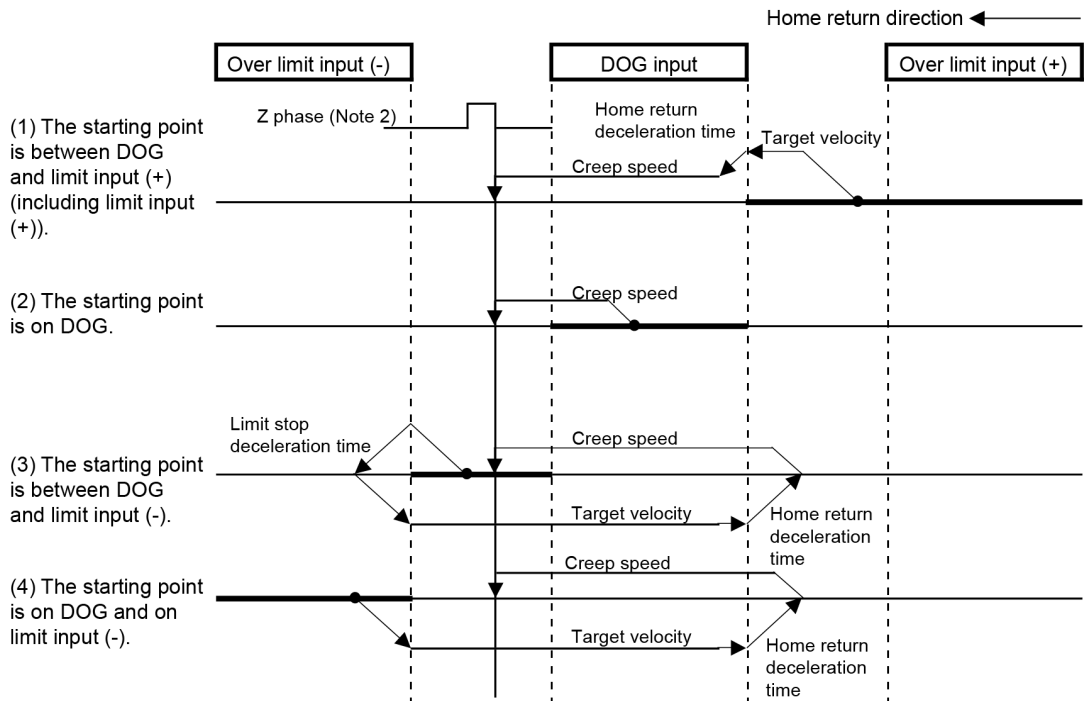 Home return direction
Over limit input (-)
DOG input
Over limit input (+)
(1) The starting point
is between DOG
and limit input (+)
(including limit input
(+)).
Z phase (Note 2)
Home return
deceleration time
Target velocity
Creep speed
(2) The starting point
is on DOG.
Creep speed
Limit stop
deceleration time
Creep speed
(3) The starting point
is between DOG
and limit input (-).
Target velocity
Home return
deceleration
time
(4) The starting point
is on DOG and on
limit input (-).
Creep speed
Target velocity
Home return
deceleration
time